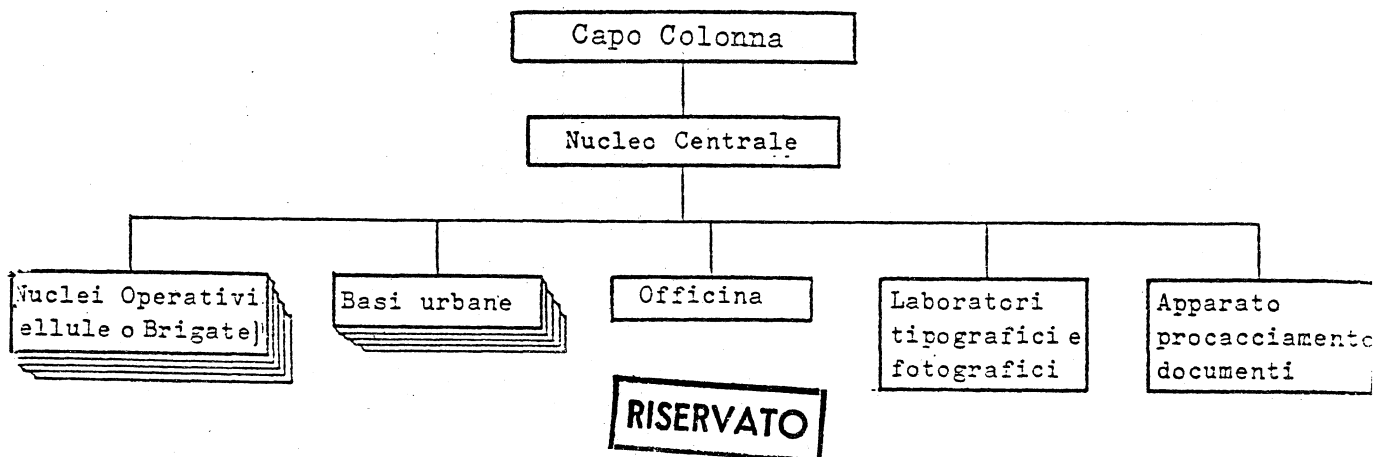 Capo Colonna
Nucleo Centrale
Nuclei Operativi
ellule o Brigate)
Basi urbane
Officina
Laboratori
tipografici e
fotografici
Apparato
procacciamento
documenti
RISERVATO